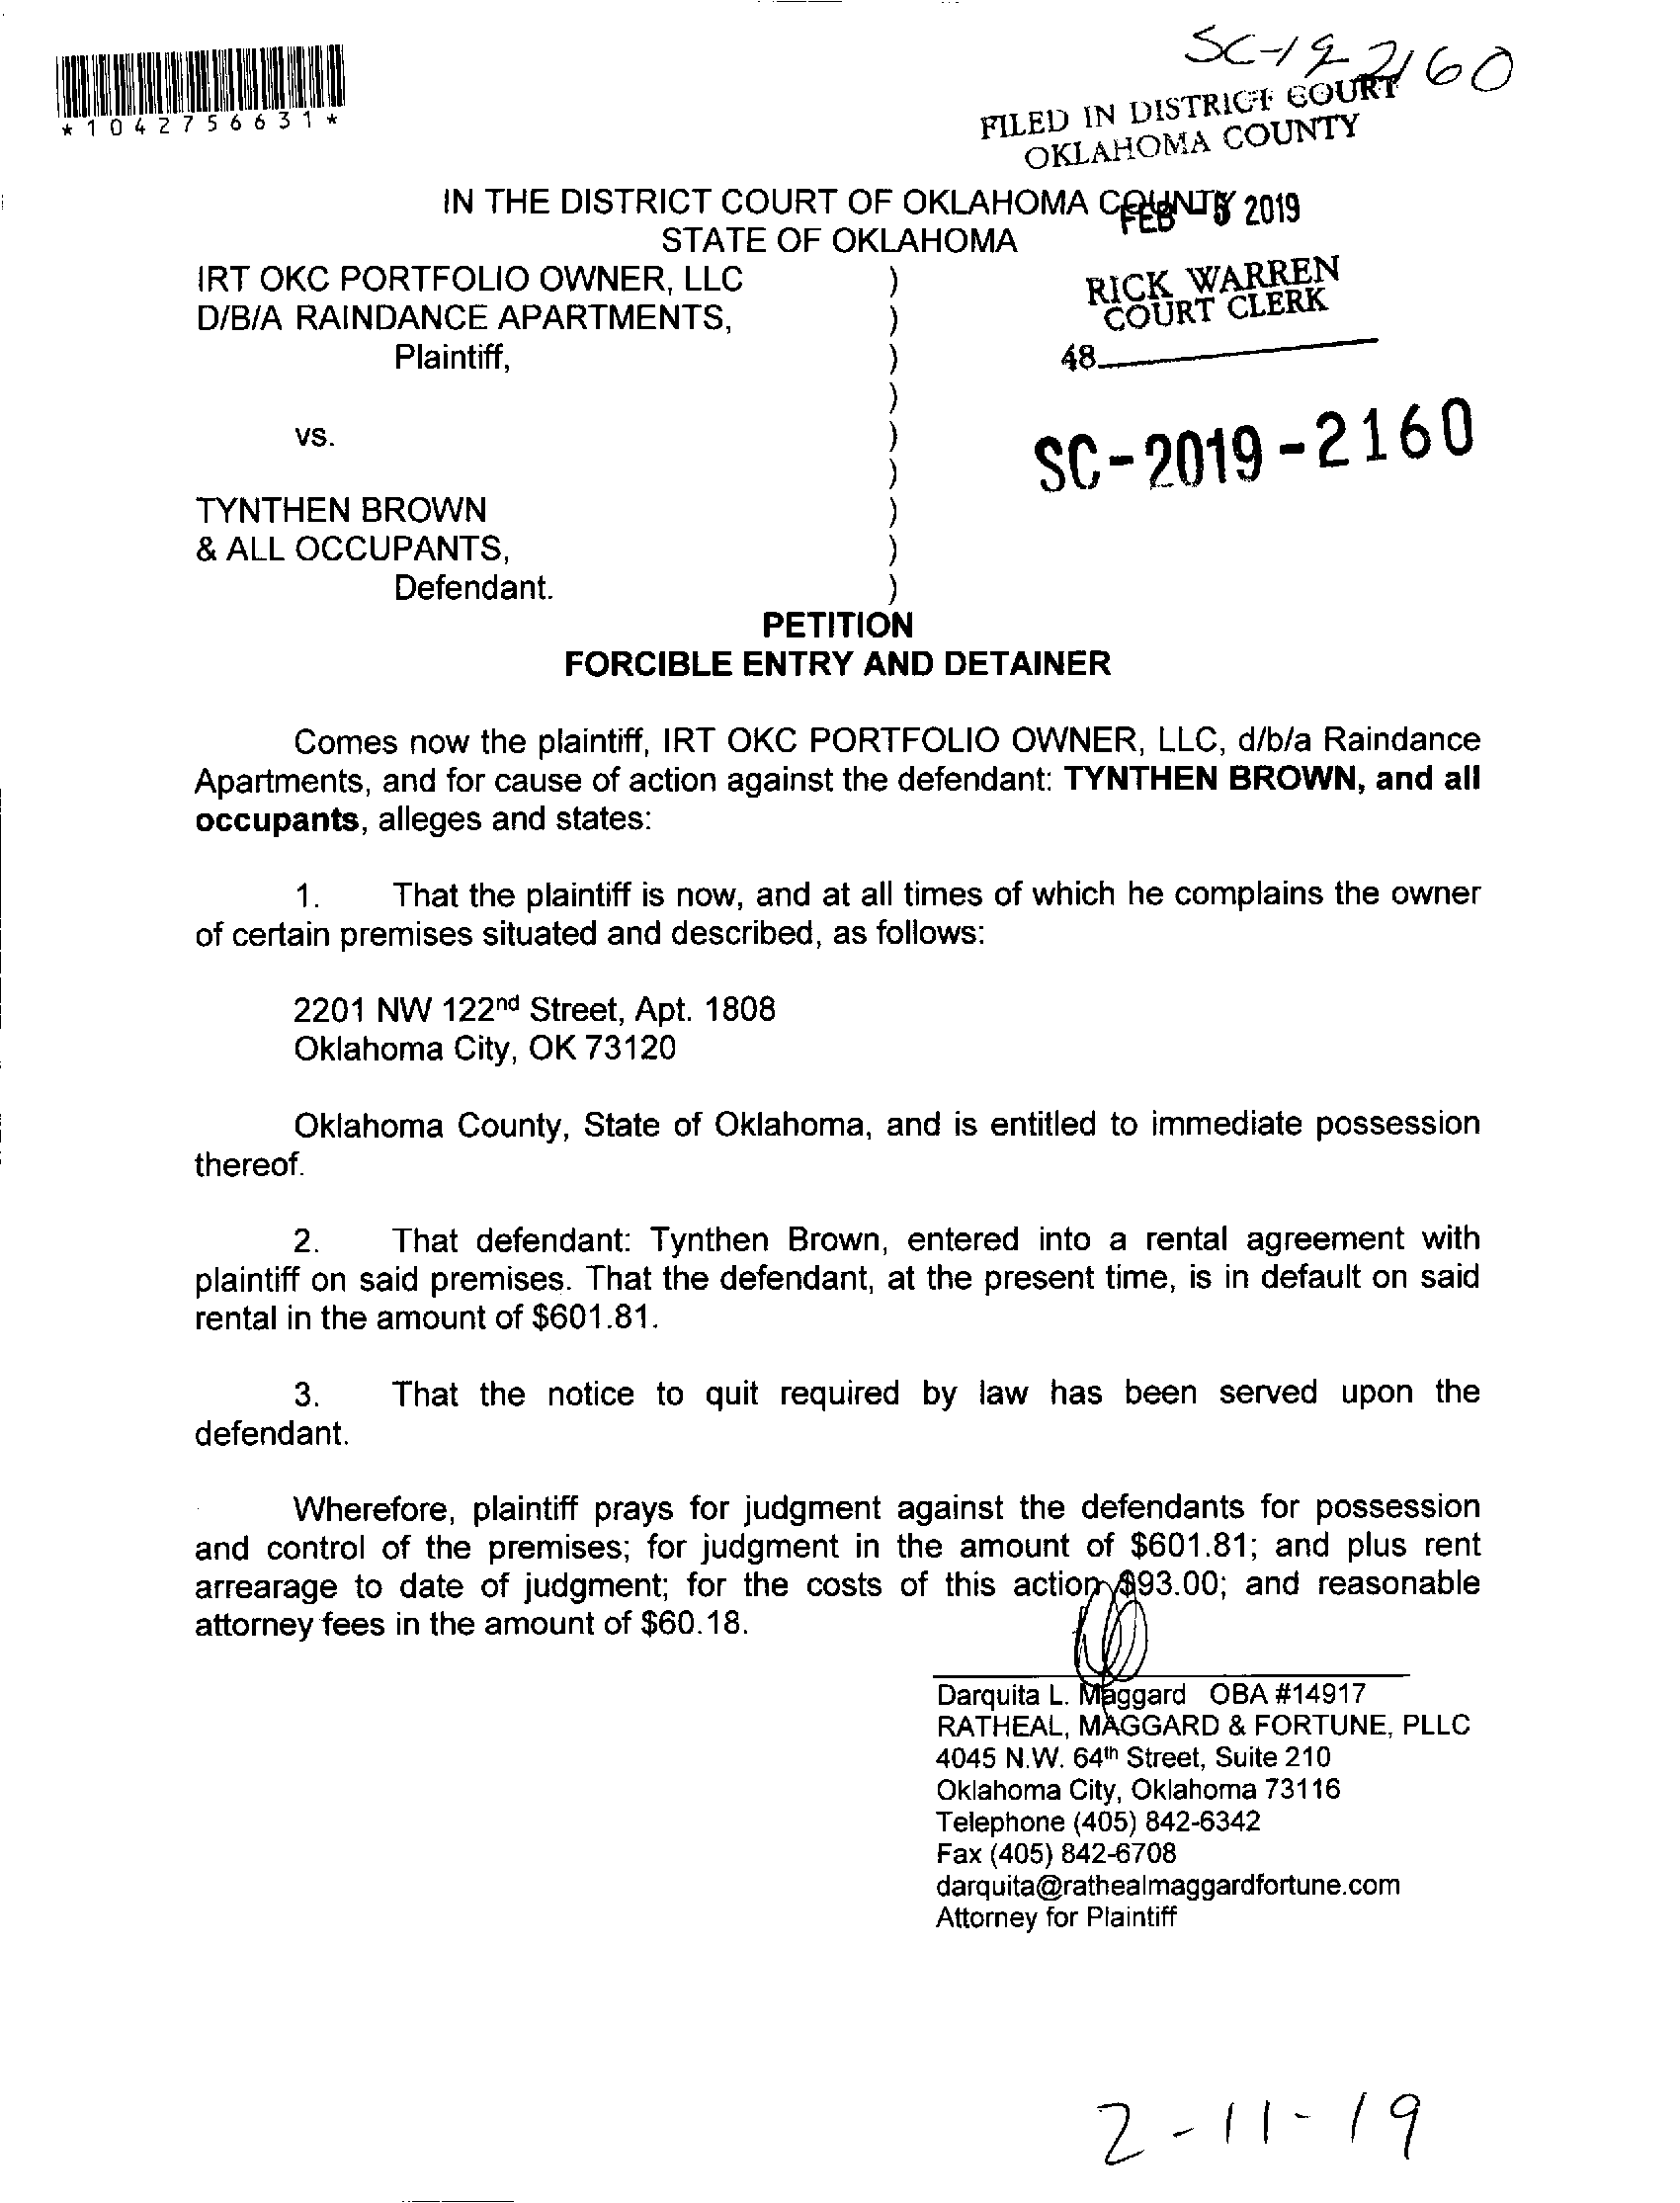 SC-19-2160
*1042756631*
FILED IN DISTRICT COURT
OKLAHOMA COUNTY
IN THE DISTRICT COURT OF OKLAHOMA COUNTY
FEB - 5 2019
STATE OF OKLAHOMA
IRT OKC PORTFOLIO OWNER, LLC )
D/B/A RAINDANCE APARTMENTS, )
Plaintiff, )
)
vs. )
)
TYNTHEN BROWN )
& ALL OCCUPANTS, )
Defendant. )
RICK WARREN
COURT CLERK
48
SC-2019-2160
PETITION
FORCIBLE ENTRY AND DETAINER
Comes now the plaintiff, IRT OKC PORTFOLIO OWNER, LLC, d/b/a Raindance
Apartments, and for cause of action against the defendant: TYNTHEN BROWN, and all
occupants, alleges and states:
1. That the plaintiff is now, and at all times of which he complains the owner
of certain premises situated and described, as follows:
2201 NW 122nd Street, Apt. 1808
Oklahoma City, OK 73120
Oklahoma County, State of Oklahoma, and is entitled to immediate possession
thereof.
2. That defendant: Tynthen Brown, entered into a rental agreement with
plaintiff on said premises. That the defendant, at the present time, is in default on said
rental in the amount of $601.81.
3. That the notice to quit required by law has been served upon the
defendant.
Wherefore, plaintiff prays for judgment against the defendants for possession
and control of the premises; for judgment in the amount of $601.81; and plus rent
arrearage to date of judgment; for the costs of this action $93.00; and reasonable
attorney fees in the amount of $60.18.
Darquita L. Maggard OBA #14917
RATHEAL, MAGGARD & FORTUNE, PLLC
4045 N.W. 64th Street, Suite 210
Oklahoma City, Oklahoma 73116
Telephone (405) 842-6342
Fax (405) 842-6708
darquita@rathealmaggardfortune.com
Attorney for Plaintiff
2-11-19